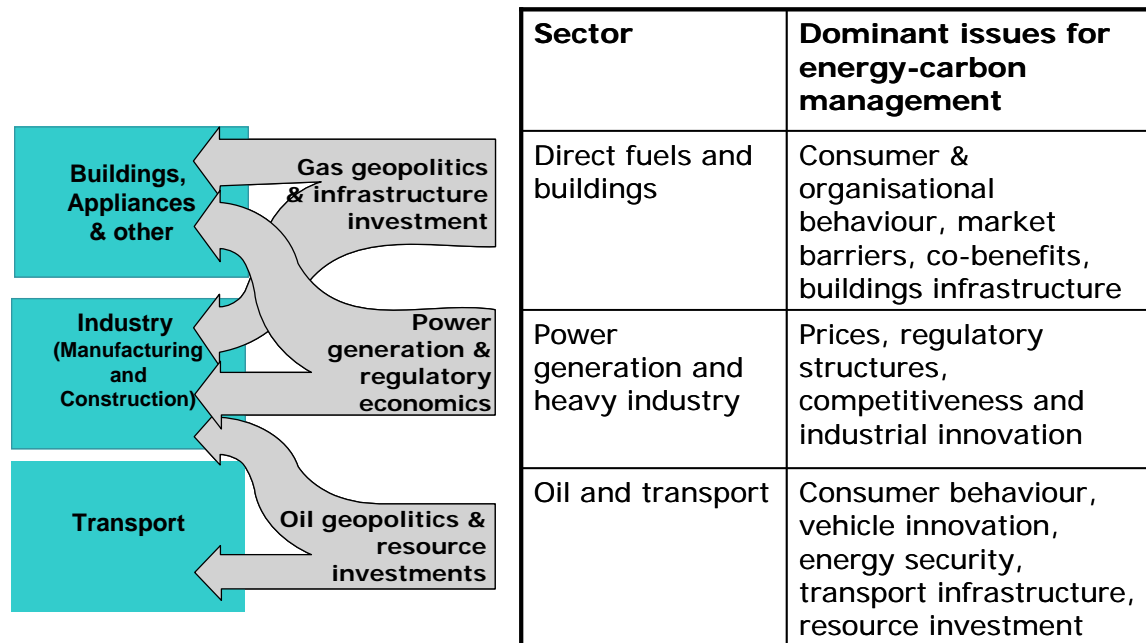 Buildings,
Appliances
& other
Industry
(Manufacturing
and
Construction)
Transport
Gas geopolitics
& infrastructure
investment
Power
generation &
regulatory
economics
Oil geopolitics &
resource
investments
Sector
Dominant issues for
energy-carbon
management
Direct fuels and
buildings
Consumer &
organisational
behaviour, market
barriers, co-benefits,
buildings infrastructure
Power
generation and
heavy industry
Prices, regulatory
structures,
competitiveness and
industrial innovation
Oil and transport
Consumer behaviour,
vehicle innovation,
energy security,
transport infrastructure,
resource investment